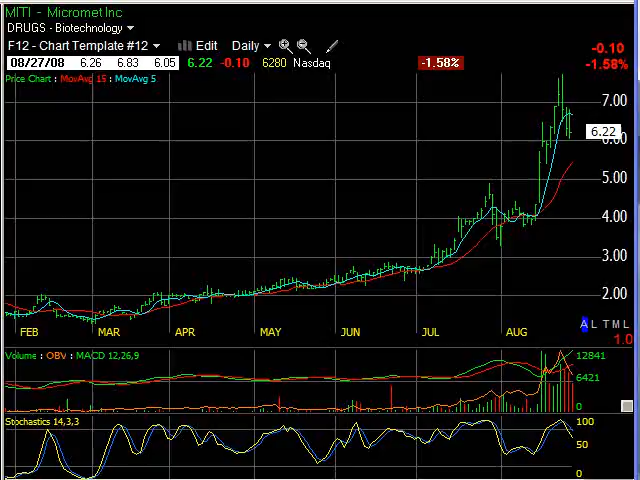 MITI - Micromet Inc
DRUGS - Biotechnology
F12 - Chart Template #12 Edit Daily
-0.10
08/27/08 6.26 6.83 6.05 6.22 -0.10 6280 Nasdaq -1.58% -1.58%
Price Chart : MovAvg 15 : MovAvg 5
7.00
6.22
6.00
5.00
4.00
3.00
2.00
FEB MAR APR MAY JUN JUL AUG
A L T M L
1.0
Volume : OBV : MACD 12,26,9
12841
6421
0
Stochastics 14,3,3
100
50
0